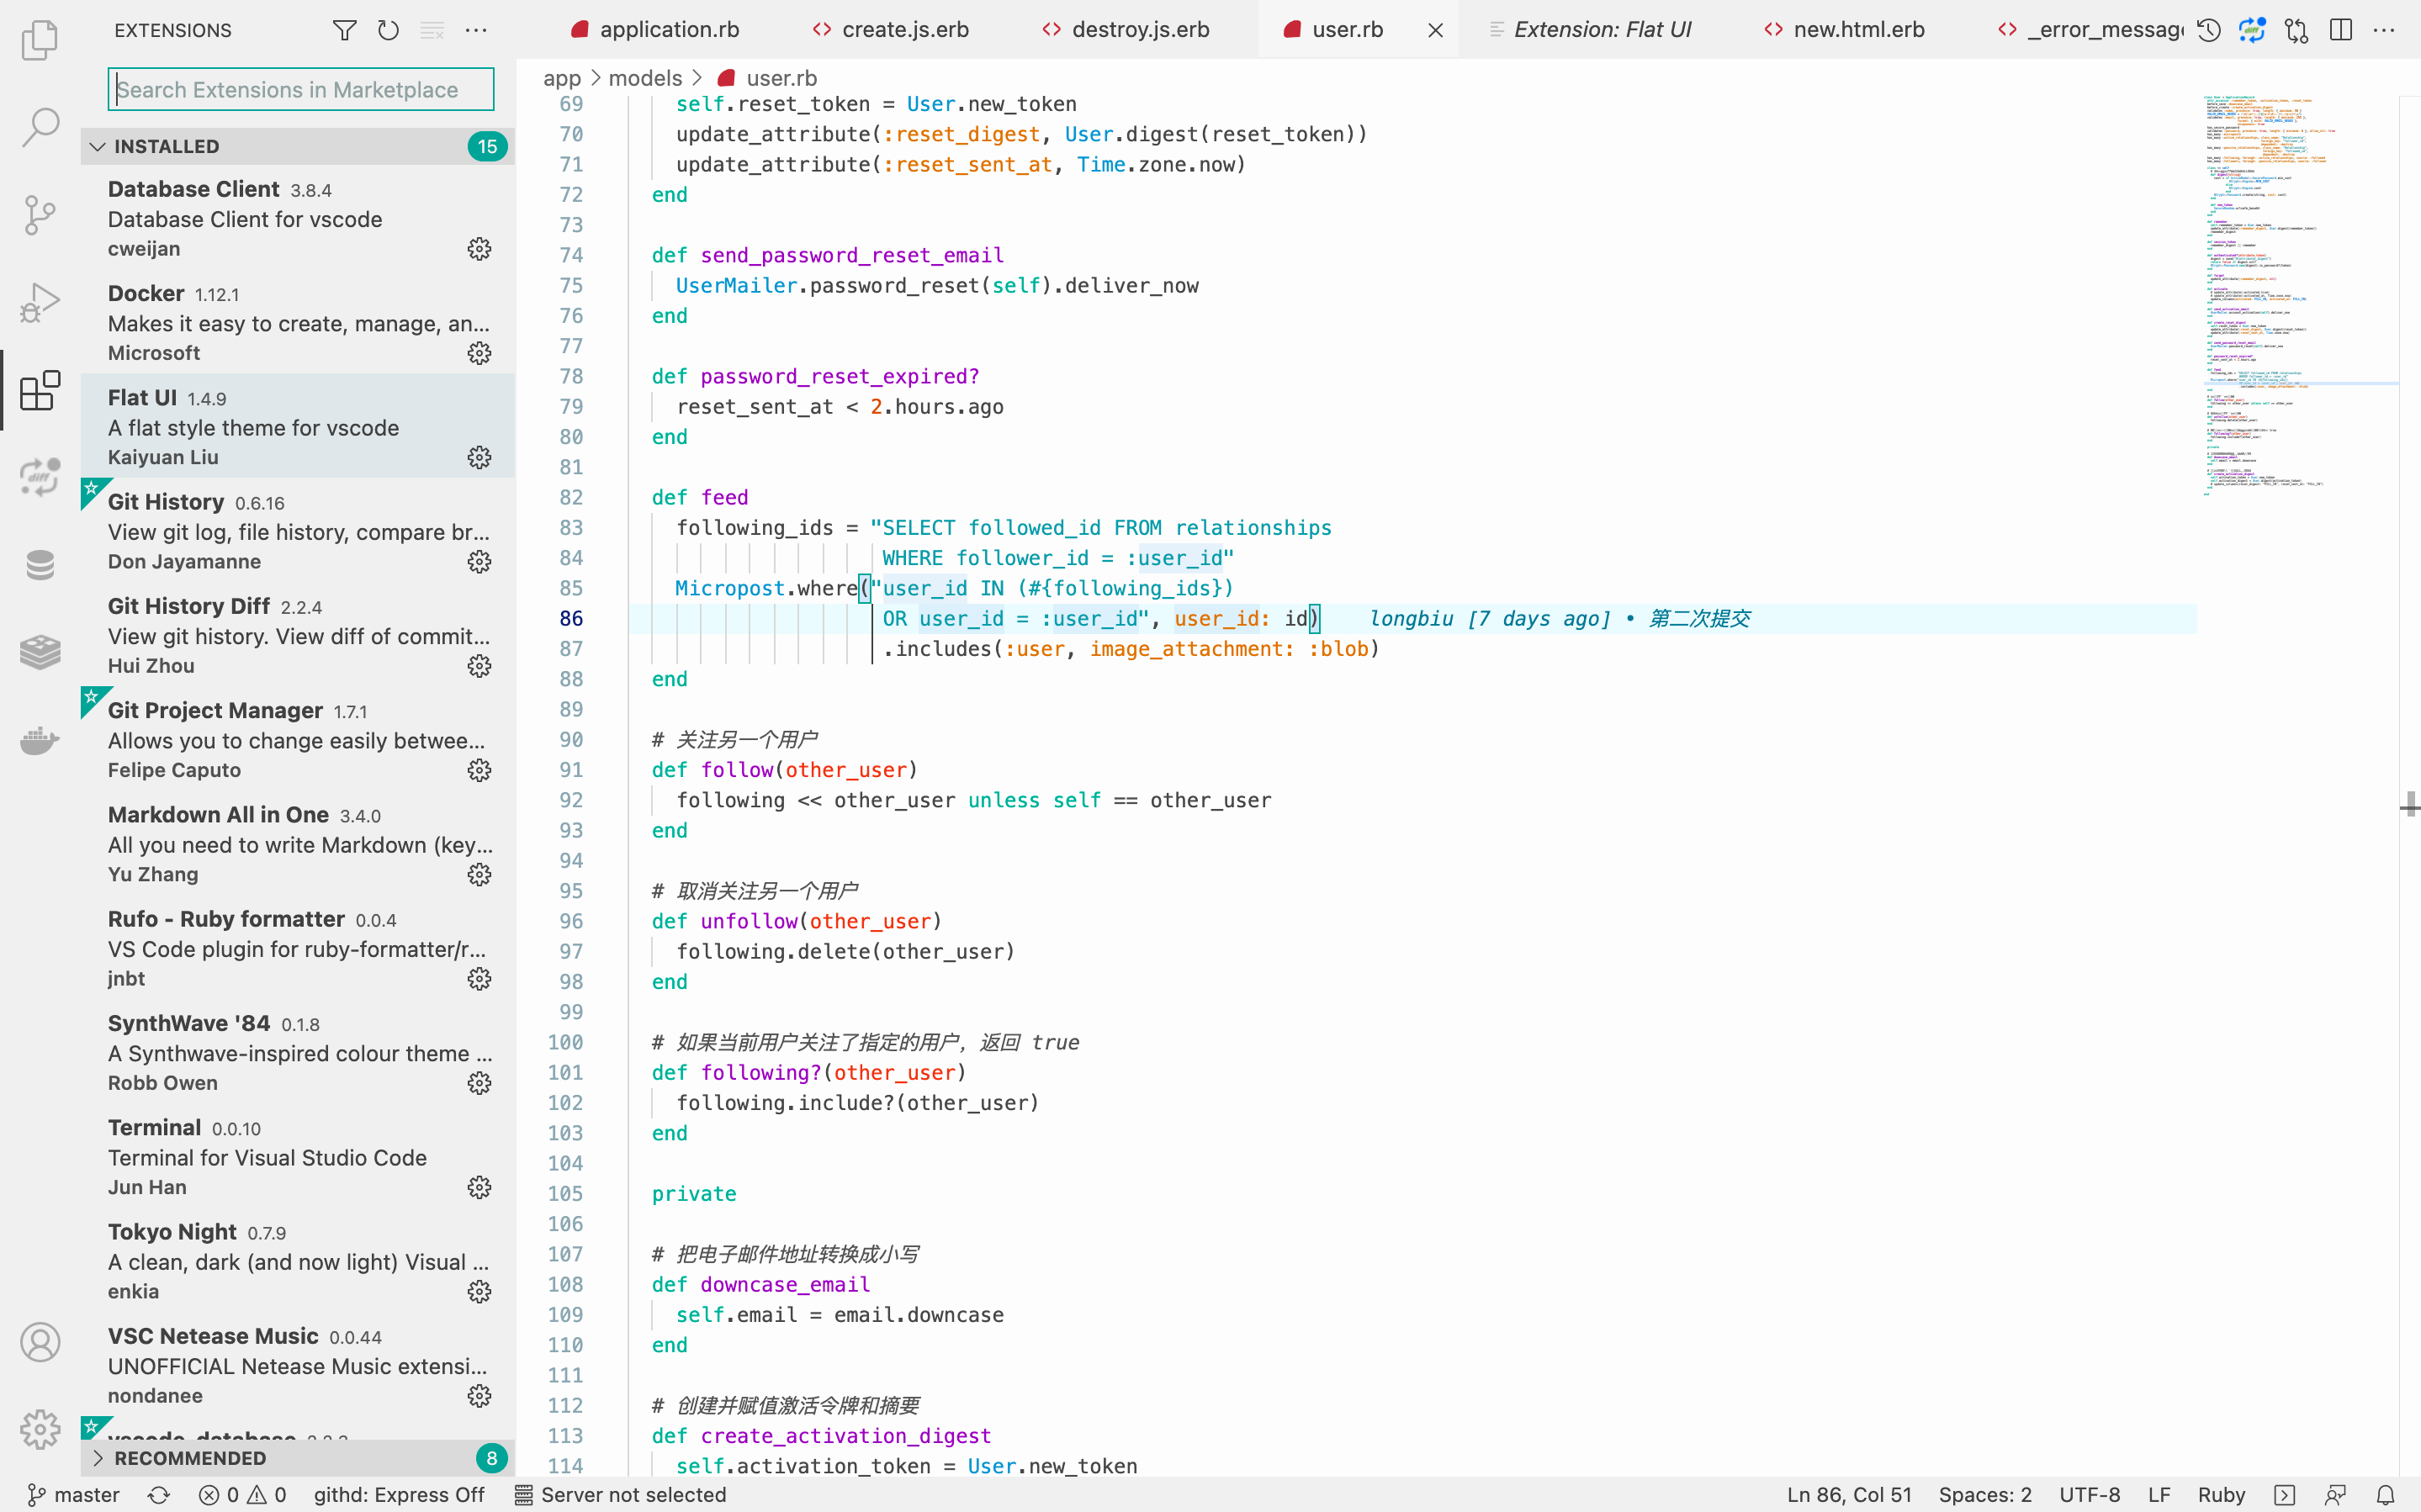 EXTENSIONS
Search Extensions in Marketplace
INSTALLED 15
Database Client 3.8.4
Database Client for vscode
cweijan
Docker 1.12.1
Makes it easy to create, manage, an...
Microsoft
Flat UI 1.4.9
A flat style theme for vscode
Kaiyuan Liu
Git History 0.6.16
View git log, file history, compare br...
Don Jayamanne
Git History Diff 2.2.4
View git history. View diff of commit...
Hui Zhou
Git Project Manager 1.7.1
Allows you to change easily betwee...
Felipe Caputo
Markdown All in One 3.4.0
All you need to write Markdown (key...
Yu Zhang
Rufo - Ruby formatter 0.0.4
VS Code plugin for ruby-formatter/r...
jnbt
SynthWave '84 0.1.8
A Synthwave-inspired colour theme ...
Robb Owen
Terminal 0.0.10
Terminal for Visual Studio Code
Jun Han
Tokyo Night 0.7.9
A clean, dark (and now light) Visual ...
enkia
VSC Netease Music 0.0.44
UNOFFICIAL Netease Music extensi...
nondanee
RECOMMENDED 8
application.rb create.js.erb destroy.js.erb user.rb Extension: Flat UI new.html.erb _error_message
app > models > user.rb
69 self.reset_token = User.new_token
70 update_attribute(:reset_digest, User.digest(reset_token))
71 update_attribute(:reset_sent_at, Time.zone.now)
72 end
73
74 def send_password_reset_email
75 UserMailer.password_reset(self).deliver_now
76 end
77
78 def password_reset_expired?
79 reset_sent_at < 2.hours.ago
80 end
81
82 def feed
83 following_ids = "SELECT followed_id FROM relationships
84 WHERE follower_id = :user_id"
85 Micropost.where("user_id IN (#{following_ids})
86 OR user_id = :user_id", user_id: id) longbiu [7 days ago] • 第二次提交
87 .includes(:user, image_attachment: :blob)
88 end
89
90 # 关注另一个用户
91 def follow(other_user)
92 following << other_user unless self == other_user
93 end
94
95 # 取消关注另一个用户
96 def unfollow(other_user)
97 following.delete(other_user)
98 end
99
100 # 如果当前用户关注了指定的用户，返回 true
101 def following?(other_user)
102 following.include?(other_user)
103 end
104
105 private
106
107 # 把电子邮件地址转换成小写
108 def downcase_email
109 self.email = email.downcase
110 end
111
112 # 创建并赋值激活令牌和摘要
113 def create_activation_digest
114 self.activation_token = User.new_token
master 0 0 githd: Express Off Server not selected Ln 86, Col 51 Spaces: 2 UTF-8 LF Ruby